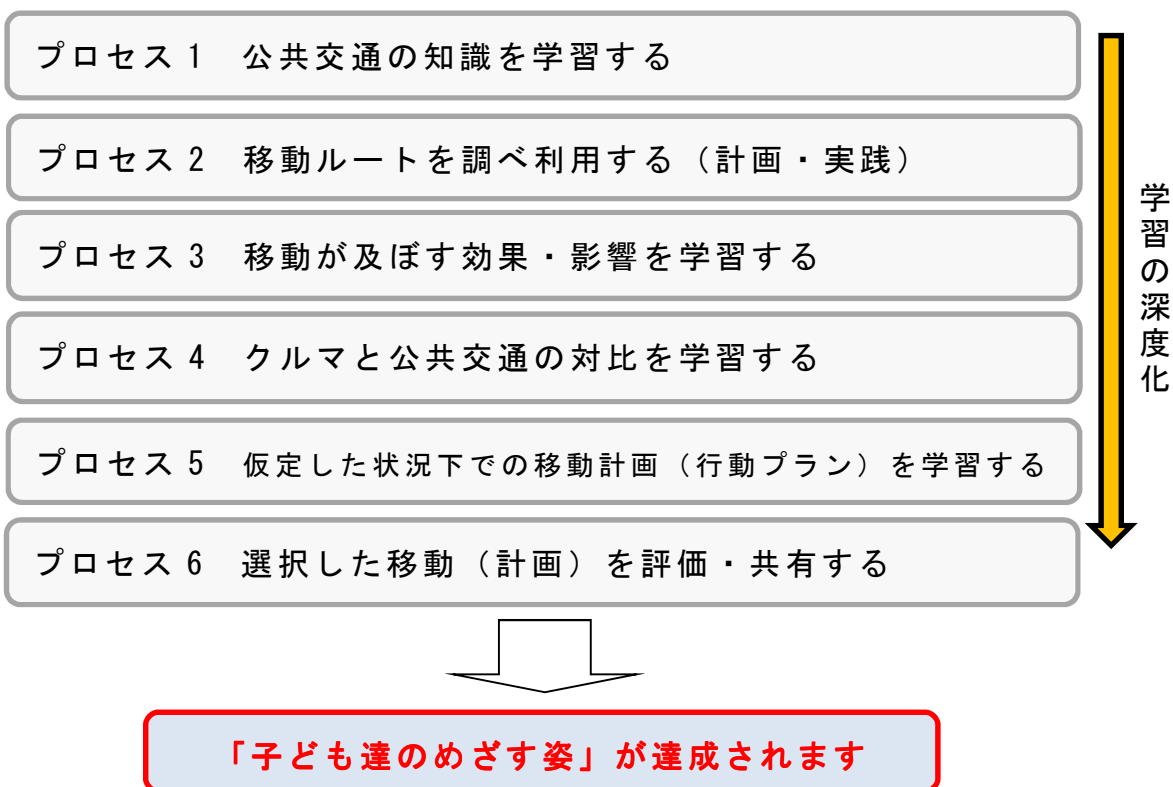 プロセス１　公共交通の知識を学習する
プロセス２　移動ルートを調べ利用する（計画・実践）
プロセス３　移動が及ぼす効果・影響を学習する
プロセス４　クルマと公共交通の対比を学習する
プロセス５　仮定した状況下での移動計画（行動プラン）を学習する
プロセス６　選択した移動（計画）を評価・共有する
学習の深度化
「子ども達のめざす姿」が達成されます